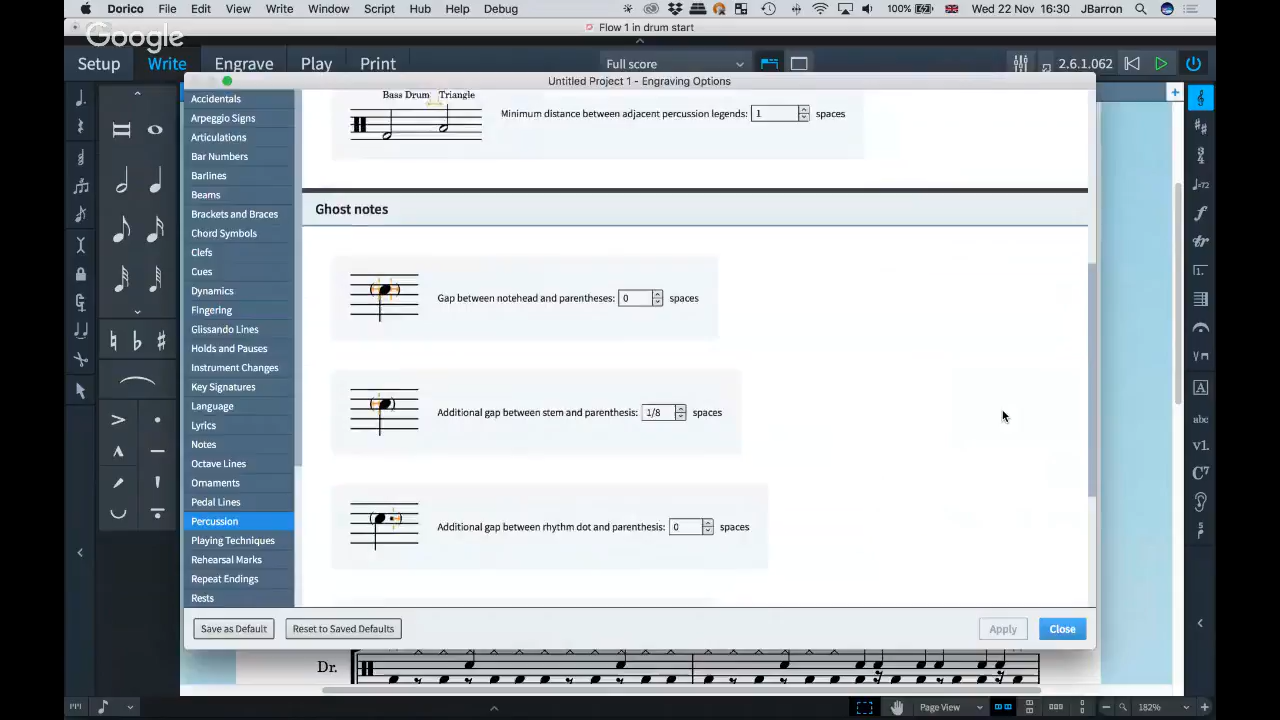 Dorico File Edit Write View Window Script Hub Help Debug 100% Wed 22 Nov 16:30 JBarron
Google
Flow 1 in drum start
Setup Write Engrave Play Print Full score 2.6.1.062
Untitled Project 1 - Engraving Options
Accidentals
Arpeggio Signs
Articulations
Bar Numbers
Barlines
Beams
Brackets and Braces
Chord Symbols
Clefs
Cues
Dynamics
Fingering
Glissando Lines
Holds and Pauses
Instrument Changes
Key Signatures
Language
Lyrics
Notes
Octave Lines
Ornaments
Pedal Lines
Percussion
Playing Techniques
Rehearsal Marks
Repeat Endings
Rests
Bass Drum Triangle
Minimum distance between adjacent percussion legends: 1 spaces
Ghost notes
Gap between notehead and parentheses: 0 spaces
Additional gap between stem and parenthesis: 1/8 spaces
Additional gap between rhythm dot and parenthesis: 0 spaces
Save as Default Reset to Saved Defaults Apply Close
Dr.
A
abc
v1.
C7
Page View 182%